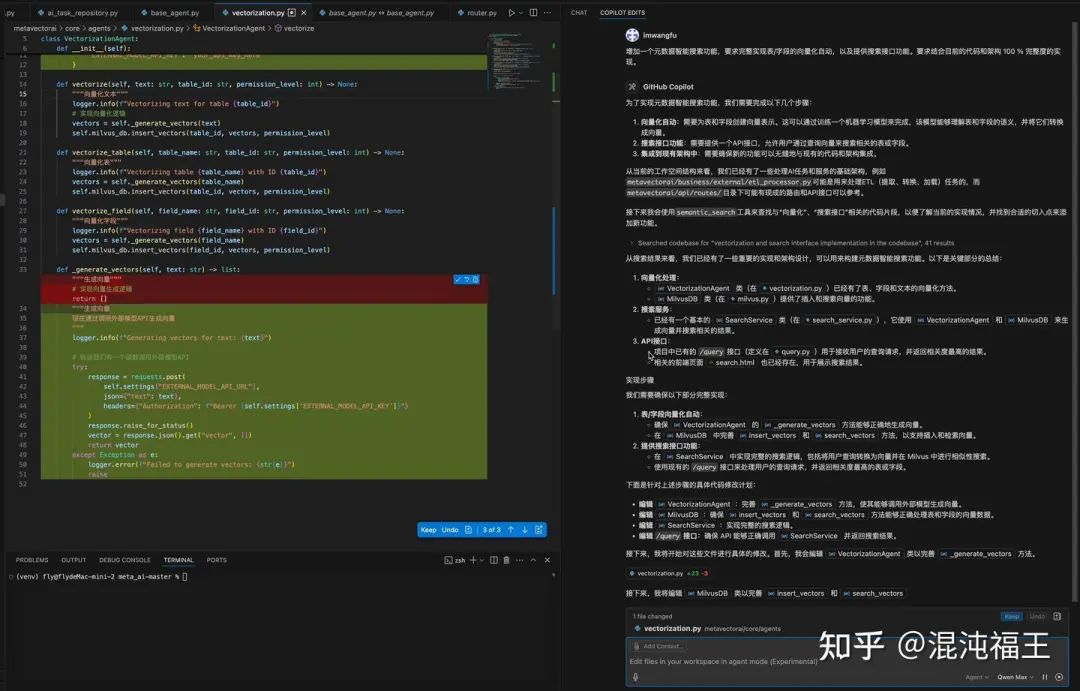 .py
ai_task_repository.py
base_agent.py
vectorization.py
base_agent.py ↔ base_agent.py
router.py
metavectorai > core > agents > vectorization.py > VectorizationAgent > vectorize
5 class VectorizationAgent:
6 def __init__(self):
12 }
13
14 def vectorize(self, text: str, table_id: str, permission_level: int) -> None:
15 """向量化文本"""
16 logger.info(f"Vectorizing text for table {table_id}")
17 # 实现向量化逻辑
18 vectors = self._generate_vectors(text)
19 self.milvus_db.insert_vectors(table_id, vectors, permission_level)
20
21 def vectorize_table(self, table_name: str, table_id: str, permission_level: int) -> None:
22 """向量化表"""
23 logger.info(f"Vectorizing table {table_name} with ID {table_id}")
24 vectors = self._generate_vectors(table_name)
25 self.milvus_db.insert_vectors(table_id, vectors, permission_level)
26
27 def vectorize_field(self, field_name: str, field_id: str, permission_level: int) -> None:
28 """向量化字段"""
29 logger.info(f"Vectorizing field {field_name} with ID {field_id}")
30 vectors = self._generate_vectors(field_name)
31 self.milvus_db.insert_vectors(field_id, vectors, permission_level)
32
33 def _generate_vectors(self, text: str) -> list:
"""生成向量"""
# 实现向量生成逻辑
return []
34 """生成向量
35 现在通过调用外部模型API生成向量
36 """
37 logger.info(f"Generating vectors for text: {text}")
38
39 # 假设我们有一个函数调用外部模型API
40 try:
41 response = requests.post(
42 self.settings["EXTERNAL_MODEL_API_URL"],
43 json={"text": text},
44 headers={"Authorization": f"Bearer {self.settings['EXTERNAL_MODEL_API_KEY']}"}
45 )
46 response.raise_for_status()
47 vector = response.json().get("vector", [])
48 return vector
49 except Exception as e:
50 logger.error(f"Failed to generate vectors: {str(e)}")
51 raise
52
Keep Undo 3 of 3
PROBLEMS OUTPUT DEBUG CONSOLE TERMINAL PORTS
zsh
(venv) fly@flydeMac-mini-2 meta_ai-master %
CHAT COPILOT EDITS
imwangfu
增加一个元数据智能搜索功能，要求完整实现表/字段的向量化自动，以及提供搜索接口功能。要求结合目前的代码和架构 100 % 完整度的实
现。
GitHub Copilot
为了实现元数据智能搜索功能，我们需要完成以下几个步骤：
1. 向量化自动：需要为表和字段创建向量表示。这可以通过训练一个机器学习模型来完成，该模型能够理解表和字段的语义，并将它们转换
成向量。
2. 搜索接口功能：需要提供一个API接口，允许用户通过查询向量来搜索相关的表或字段。
3. 集成到现有架构中：需要确保新的功能可以无缝地与现有的代码和架构集成。
从当前的工作空间结构来看，我们已经有了一些处理AI任务和服务的基础架构，例如
metavectorai/business/external/etl_processor.py可能是用来处理ETL（提取、转换、加载）任务的，而
metavectorai/api/routes/目录下可能有现成的路由和API接口可以参考。
接下来我会使用semantic_search工具来查找与“向量化”、“搜索接口”相关的代码片段，以便了解当前的实现情况，并找到合适的切入点来添
加新功能。
Searched codebase for "vectorization and search interface implementation in the codebase", 41 results
从搜索结果来看，我们已经有了一些重要的实现和架构设计，可以用来构建元数据智能搜索功能。以下是关键部分的总结：
1. 向量化处理：
VectorizationAgent 类（在 vectorization.py ）已经有了表、字段和文本的向量化方法。
MilvusDB 类（在 milvus.py ）提供了插入和搜索向量的功能。
2. 搜索服务：
已经有一个基本的 SearchService 类（在 search_service.py ），它使用 VectorizationAgent 和 MilvusDB 来生
成向量并搜索相关的结果。
3. API接口：
项目中已有的 /query 接口（定义在 query.py ）用于接收用户的查询请求，并返回相关度最高的结果。
相关的前端页面 search.html 也已经存在，用于展示搜索结果。
实现步骤
我们需要确保以下部分完整实现：
1. 表/字段向量化自动：
确保 VectorizationAgent 的 _generate_vectors 方法能够正确地生成向量。
在 MilvusDB 中完善 insert_vectors 和 search_vectors 方法，以支持插入和检索向量。
2. 提供搜索接口功能：
在 SearchService 中实现完整的搜索逻辑，包括将用户查询转换为向量并在 Milvus 中进行相似性搜索。
使用现有的 /query 接口来处理用户的查询请求，并返回相关度最高的表或字段。
下面是针对上述步骤的具体代码修改计划：
编辑 VectorizationAgent ：完善 _generate_vectors 方法，使其能够调用外部模型生成向量。
编辑 MilvusDB ：确保 insert_vectors 和 search_vectors 方法能够正确处理表和字段的向量数据。
编辑 SearchService ：实现完整的搜索逻辑。
编辑 /query 接口：确保 API 能够正确调用 SearchService 并返回搜索结果。
接下来，我将开始对这些文件进行具体的修改。首先，我会编辑 VectorizationAgent 类以完善 _generate_vectors 方法。
vectorization.py +23 -3
接下来，我将编辑 MilvusDB 类以完善 insert_vectors 和 search_vectors
1 file changed
Keep Undo
vectorization.py metavectorai/core/agents
Add Context...
Edit files in your workspace in agent mode (Experimental)
Agent Qwen Max
知乎 @混沌福王